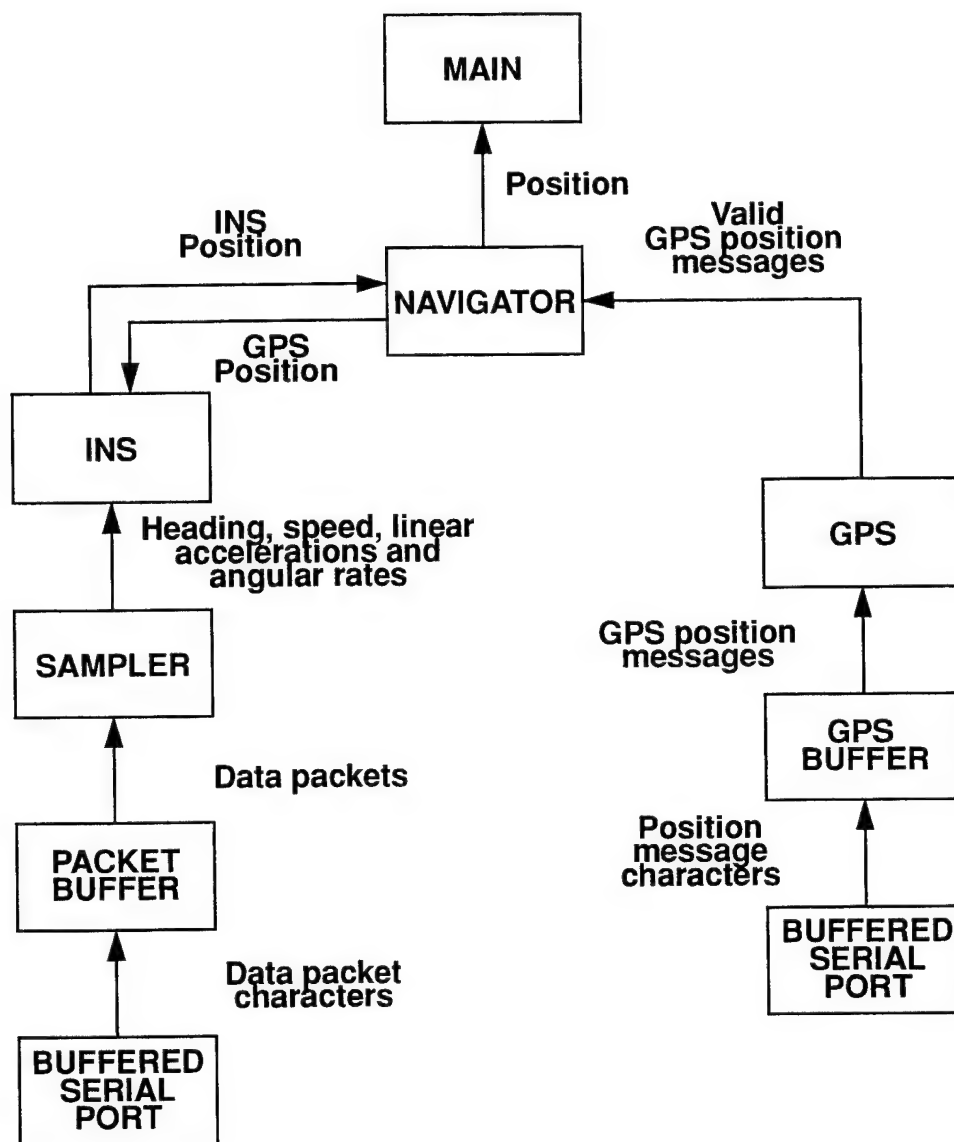 MAIN
Position
INS
Position
Valid
GPS position
messages
NAVIGATOR
GPS
Position
INS
Heading, speed, linear
accelerations and
angular rates
GPS
SAMPLER
GPS position
messages
GPS
BUFFER
Data packets
Position
message
characters
PACKET
BUFFER
BUFFERED
SERIAL
PORT
Data packet
characters
BUFFERED
SERIAL
PORT